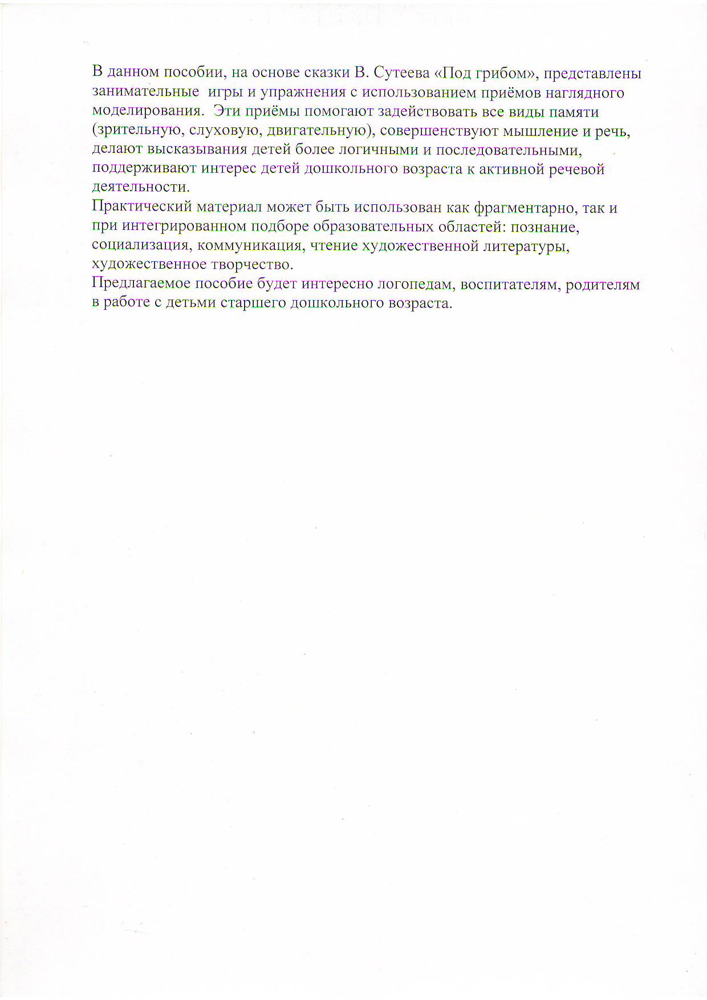 В данном пособии, на основе сказки В. Сутеева «Под грибом», представлены
занимательные  игры и упражнения с использованием приёмов наглядного
моделирования.  Эти приёмы помогают задействовать все виды памяти
(зрительную, слуховую, двигательную), совершенствуют мышление и речь,
делают высказывания детей более логичными и последовательными,
поддерживают интерес детей дошкольного возраста к активной речевой
деятельности.
Практический материал может быть использован как фрагментарно, так и
при интегрированном подборе образовательных областей: познание,
социализация, коммуникация, чтение художественной литературы,
художественное творчество.
Предлагаемое пособие будет интересно логопедам, воспитателям, родителям
в работе с детьми старшего дошкольного возраста.